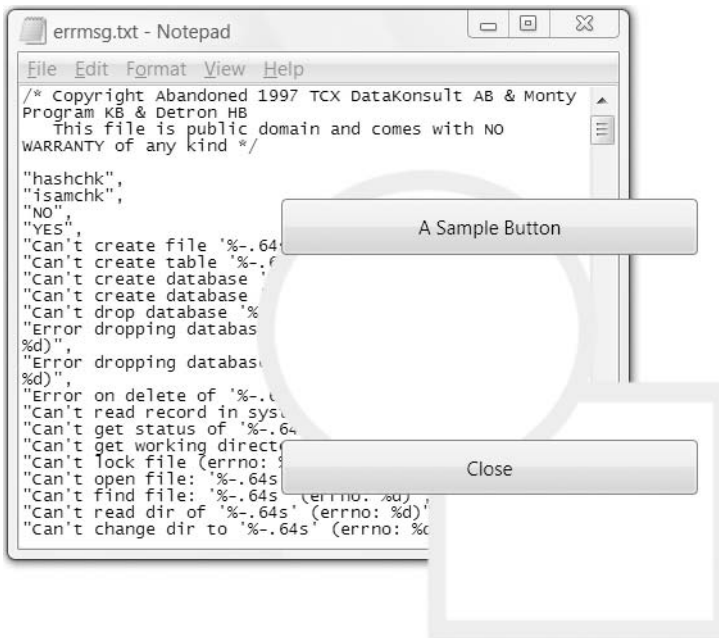 errmsg.txt - Notepad
File Edit Format View Help
/* Copyright Abandoned 1997 TCX DataKonsult AB & Monty
Program KB & Detron HB
This file is public domain and comes with NO
WARRANTY of any kind */
"hashchk",
"isamchk",
"NO",
"YES",
"Can't create file '%-.64s
"Can't create table '%-.6
"Can't create database '
"Can't create database
"Can't drop database '%
"Error dropping databas
%d)",
"Error dropping databas
%d)",
"Error on delete of '%-.6
"Can't read record in syst
"Can't get status of '%-.64
"Can't get working directo
"Can't lock file (errno: %
"Can't open file: '%-.64s
"Can't find file: '%-.64s' (errno: %d)",
"Can't read dir of '%-.64s' (errno: %d)"
"Can't change dir to '%-.64s' (errno: %d
A Sample Button
Close